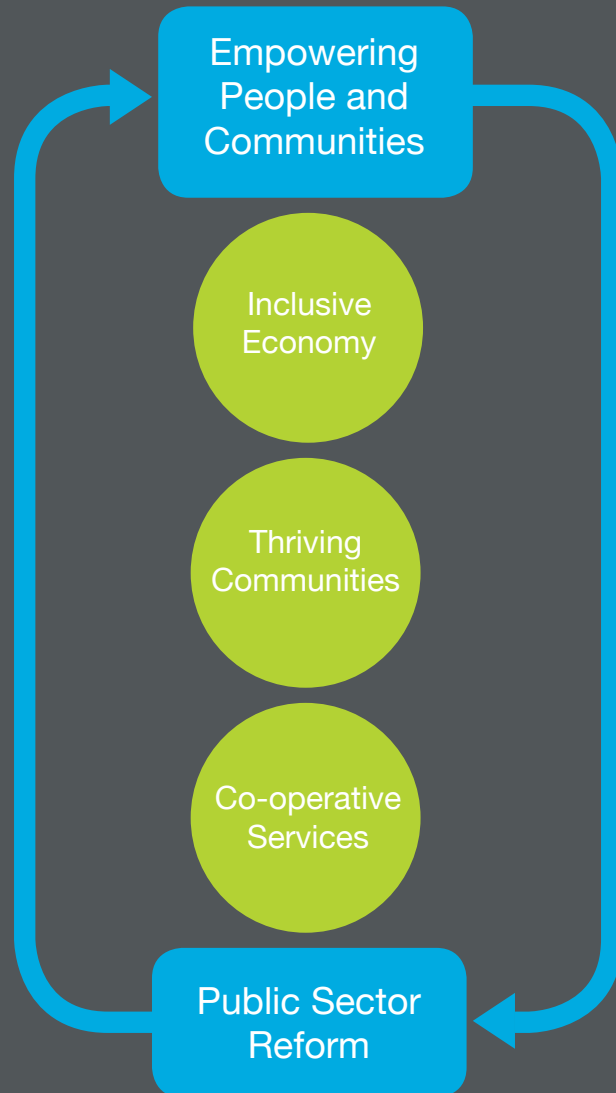 Empowering
People and
Communities
Inclusive
Economy
Thriving
Communities
Co-operative
Services
Public Sector
Reform